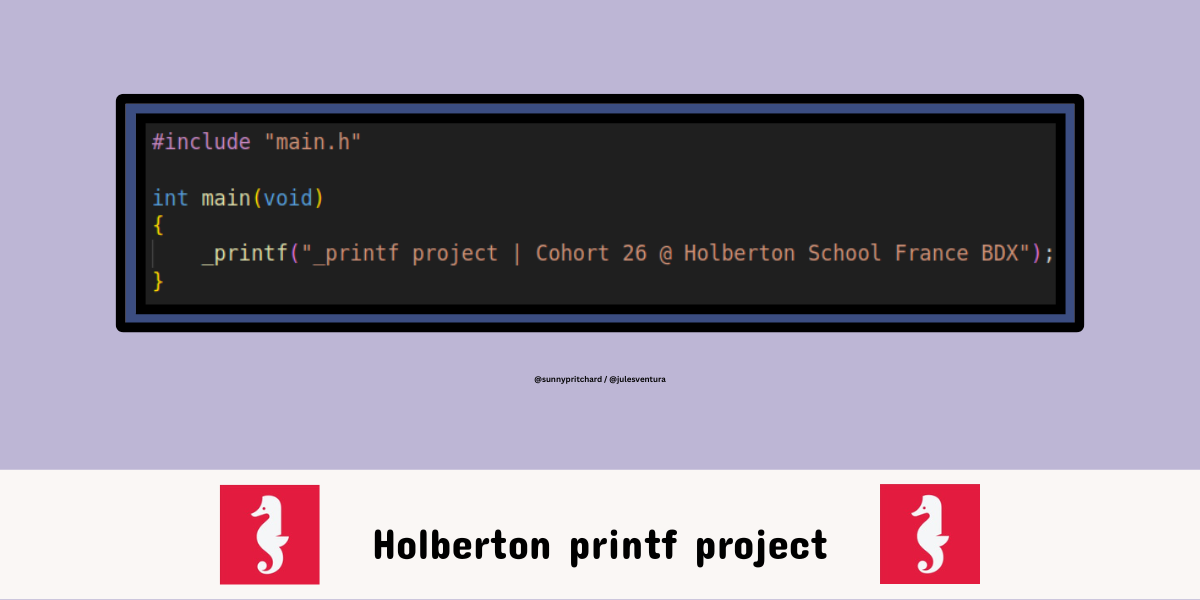 #include "main.h"
int main(void)
{
_printf("_printf project | Cohort 26 @ Holberton School France BDX");
}
@sunnypritchard / @julesventura
Holberton printf project